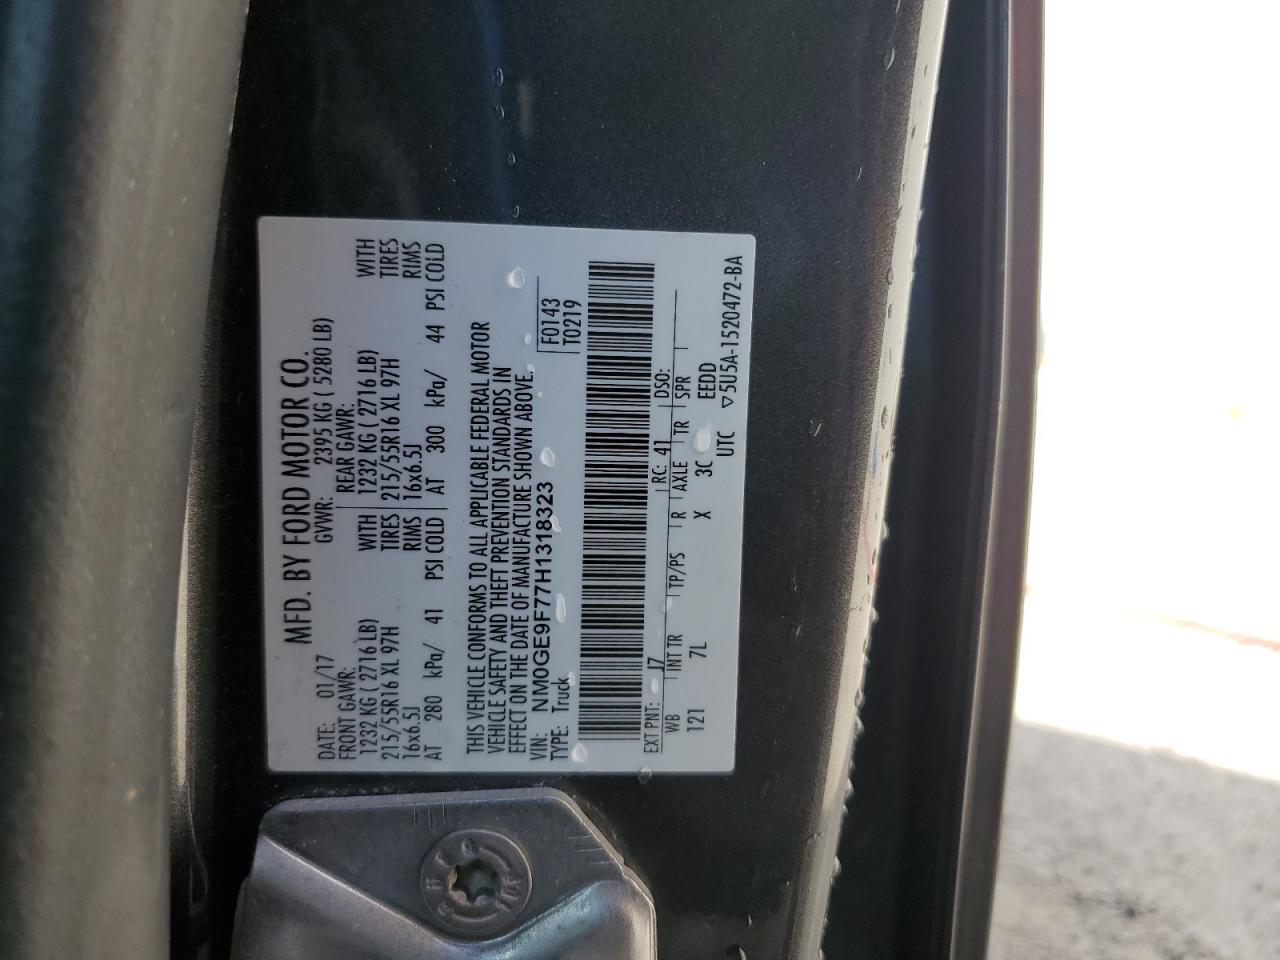 MFD. BY FORD MOTOR CO.
DATE: 01/17 GVWR: 2395 KG ( 5280 LB)
FRONT GAWR: REAR GAWR:
1232 KG ( 2716 LB) WITH 1232 KG ( 2716 LB) WITH
215/55R16 XL 97H TIRES 215/55R16 XL 97H TIRES
16x6.5J RIMS 16x6.5J RIMS
AT 280 kPa/ 41 PSI COLD AT 300 kPa/ 44 PSI COLD
THIS VEHICLE CONFORMS TO ALL APPLICABLE FEDERAL MOTOR
VEHICLE SAFETY AND THEFT PREVENTION STANDARDS IN
EFFECT ON THE DATE OF MANUFACTURE SHOWN ABOVE.
VIN: NM0GE9F77H1318323 F0143
TYPE: Truck T0219
EXT PNT: J7 RC: 41 DSO:
WB INT TR TP/PS R AXLE TR SPR
121 7L X 3C EEDD
UTC ▽5U5A-1520472-BA